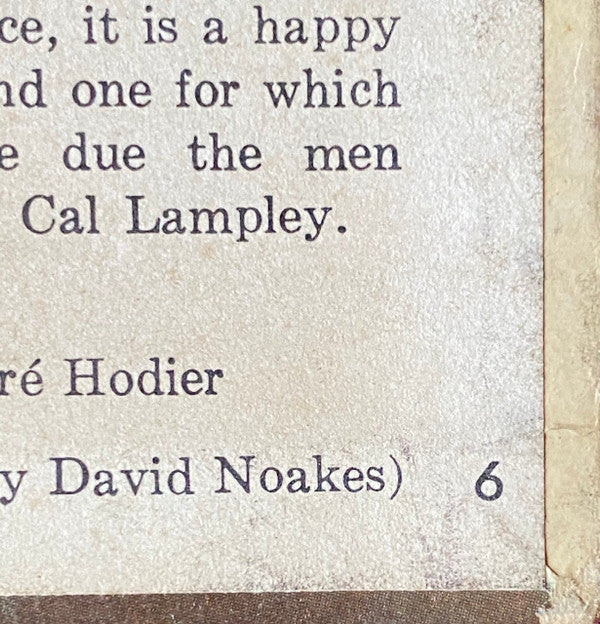 ce, it is a happy
nd one for which
e due the men
Cal Lampley.
ré Hodier
y David Noakes) 6